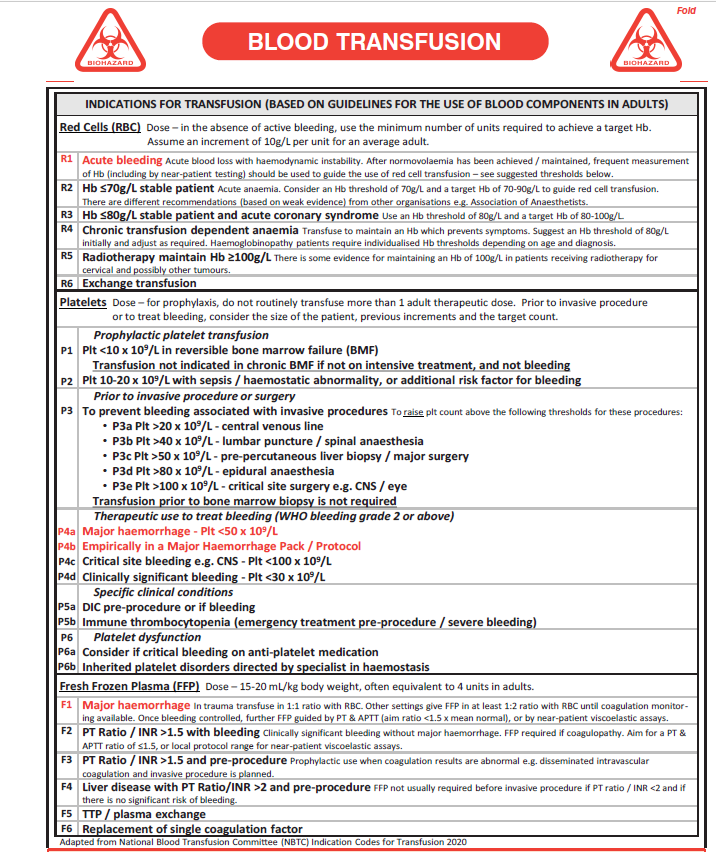 Fold
BIOHAZARD
BLOOD TRANSFUSION
BIOHAZARD
INDICATIONS FOR TRANSFUSION (BASED ON GUIDELINES FOR THE USE OF BLOOD COMPONENTS IN ADULTS)
Red Cells (RBC) Dose – in the absence of active bleeding, use the minimum number of units required to achieve a target Hb.
Assume an increment of 10g/L per unit for an average adult.
R1 Acute bleeding Acute blood loss with haemodynamic instability. After normovolaemia has been achieved / maintained, frequent measurement
of Hb (including by near-patient testing) should be used to guide the use of red cell transfusion – see suggested thresholds below.
R2 Hb ≤70g/L stable patient Acute anaemia. Consider an Hb threshold of 70g/L and a target Hb of 70-90g/L to guide red cell transfusion.
There are different recommendations (based on weak evidence) from other organisations e.g. Association of Anaesthetists.
R3 Hb ≤80g/L stable patient and acute coronary syndrome Use an Hb threshold of 80g/L and a target Hb of 80-100g/L.
R4 Chronic transfusion dependent anaemia Transfuse to maintain an Hb which prevents symptoms. Suggest an Hb threshold of 80g/L
initially and adjust as required. Haemoglobinopathy patients require individualised Hb thresholds depending on age and diagnosis.
R5 Radiotherapy maintain Hb ≥100g/L There is some evidence for maintaining an Hb of 100g/L in patients receiving radiotherapy for
cervical and possibly other tumours.
R6 Exchange transfusion
Platelets Dose – for prophylaxis, do not routinely transfuse more than 1 adult therapeutic dose. Prior to invasive procedure
or to treat bleeding, consider the size of the patient, previous increments and the target count.
Prophylactic platelet transfusion
P1 Plt <10 x 10⁹/L in reversible bone marrow failure (BMF)
Transfusion not indicated in chronic BMF if not on intensive treatment, and not bleeding
P2 Plt 10-20 x 10⁹/L with sepsis / haemostatic abnormality, or additional risk factor for bleeding
Prior to invasive procedure or surgery
P3 To prevent bleeding associated with invasive procedures To raise plt count above the following thresholds for these procedures:
• P3a Plt >20 x 10⁹/L - central venous line
• P3b Plt >40 x 10⁹/L - lumbar puncture / spinal anaesthesia
• P3c Plt >50 x 10⁹/L - pre-percutaneous liver biopsy / major surgery
• P3d Plt >80 x 10⁹/L - epidural anaesthesia
• P3e Plt >100 x 10⁹/L - critical site surgery e.g. CNS / eye
Transfusion prior to bone marrow biopsy is not required
Therapeutic use to treat bleeding (WHO bleeding grade 2 or above)
P4a Major haemorrhage - Plt <50 x 10⁹/L
P4b Empirically in a Major Haemorrhage Pack / Protocol
P4c Critical site bleeding e.g. CNS - Plt <100 x 10⁹/L
P4d Clinically significant bleeding - Plt <30 x 10⁹/L
Specific clinical conditions
P5a DIC pre-procedure or if bleeding
P5b Immune thrombocytopenia (emergency treatment pre-procedure / severe bleeding)
P6 Platelet dysfunction
P6a Consider if critical bleeding on anti-platelet medication
P6b Inherited platelet disorders directed by specialist in haemostasis
Fresh Frozen Plasma (FFP) Dose – 15-20 mL/kg body weight, often equivalent to 4 units in adults.
F1 Major haemorrhage In trauma transfuse in 1:1 ratio with RBC. Other settings give FFP in at least 1:2 ratio with RBC until coagulation monitor-
ing available. Once bleeding controlled, further FFP guided by PT & APTT (aim ratio <1.5 x mean normal), or by near-patient viscoelastic assays.
F2 PT Ratio / INR >1.5 with bleeding Clinically significant bleeding without major haemorrhage. FFP required if coagulopathy. Aim for a PT &
APTT ratio of ≤1.5, or local protocol range for near-patient viscoelastic assays.
F3 PT Ratio / INR >1.5 and pre-procedure Prophylactic use when coagulation results are abnormal e.g. disseminated intravascular
coagulation and invasive procedure is planned.
F4 Liver disease with PT Ratio/INR >2 and pre-procedure FFP not usually required before invasive procedure if PT ratio / INR <2 and if
there is no significant risk of bleeding.
F5 TTP / plasma exchange
F6 Replacement of single coagulation factor
Adapted from National Blood Transfusion Committee (NBTC) Indication Codes for Transfusion 2020